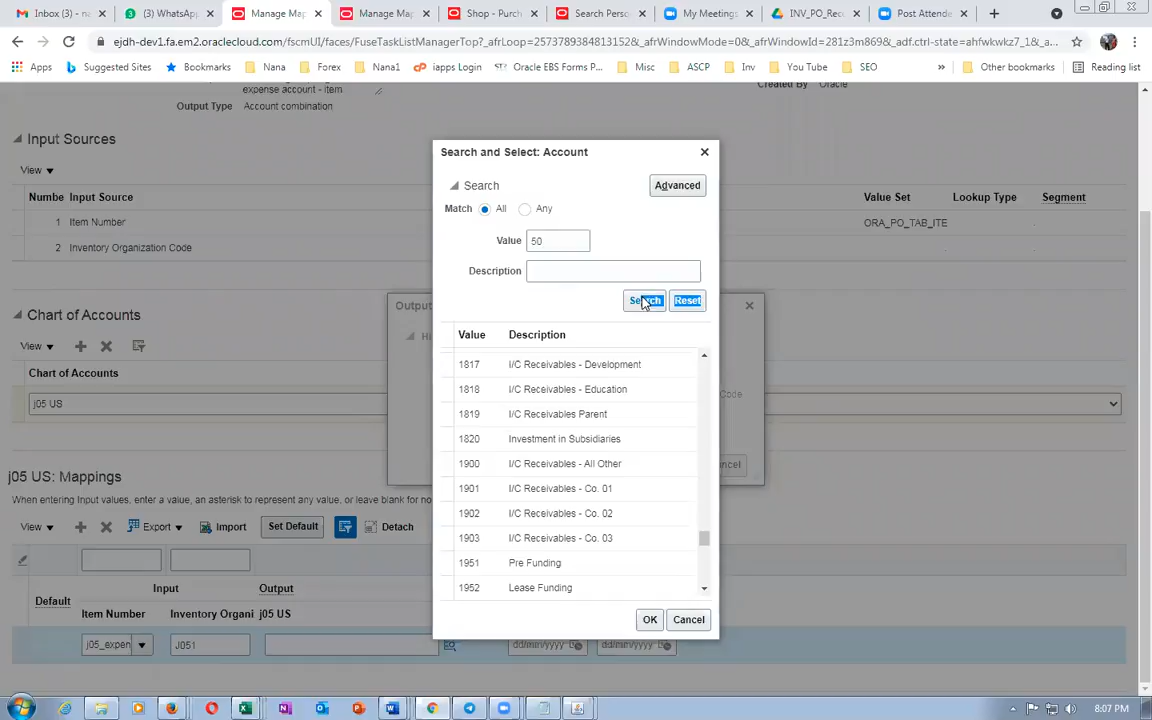 Inbox (3) - na
(3) WhatsApp
Manage Map
Manage Map
Shop - Purch
Search Perso
My Meetings
INV_PO_Rec
Post Attende
ejdh-dev1.fa.em2.oraclecloud.com/fscmUI/faces/FuseTaskListManagerTop?_afrLoop=2573789384813152&_afrWindowMode=0&_afrWindowId=281z3m869&_adf.ctrl-state=ahfwkwkz7_1&_a...
Apps
Suggested Sites
Bookmarks
Nana
Forex
Nana1
iapps Login
Oracle EBS Forms P...
Misc
ASCP
Inv
You Tube
SEO
»
Other bookmarks
Reading list
expense account - item
Created By Oracle
Output Type Account combination
Input Sources
View
Numbe Input Source Value Set Lookup Type Segment
1 Item Number ORA_PO_TAB_ITE
2 Inventory Organization Code
Chart of Accounts
View
Chart of Accounts
j05 US
j05 US: Mappings
When entering Input values, enter a value, an asterisk to represent any value, or leave blank for no
View Export Import Set Default Detach
Input Output
Default
Item Number Inventory Organi j05 US
j05_expen J051 dd/mm/yyyy dd/mm/yyyy
Output
Hi
Code
ncel
Search and Select: Account
Search
Advanced
Match All Any
Value 50
Description
Search Reset
Value Description
1817 I/C Receivables - Development
1818 I/C Receivables - Education
1819 I/C Receivables Parent
1820 Investment in Subsidiaries
1900 I/C Receivables - All Other
1901 I/C Receivables - Co. 01
1902 I/C Receivables - Co. 02
1903 I/C Receivables - Co. 03
1951 Pre Funding
1952 Lease Funding
OK Cancel
8:07 PM